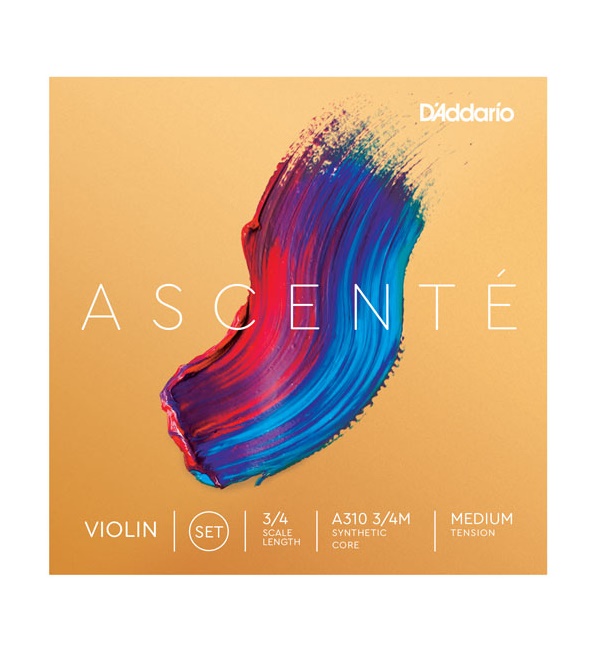 D'Addario
ASCENTÉ
VIOLIN
SET
3/4
SCALE
LENGTH
A310 3/4M
SYNTHETIC
CORE
MEDIUM
TENSION